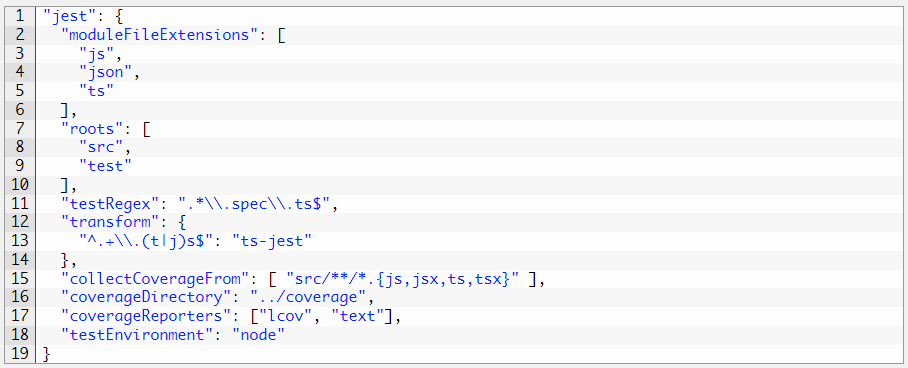 1 "jest": {
2   "moduleFileExtensions": [
3     "js",
4     "json",
5     "ts"
6   ],
7   "roots": [
8     "src",
9     "test"
10   ],
11   "testRegex": ".*\\.spec\\.ts$",
12   "transform": {
13     "^.+\\.(t|j)s$": "ts-jest"
14   },
15   "collectCoverageFrom": [ "src/**/*.{js,jsx,ts,tsx}" ],
16   "coverageDirectory": "../coverage",
17   "coverageReporters": ["lcov", "text"],
18   "testEnvironment": "node"
19 }